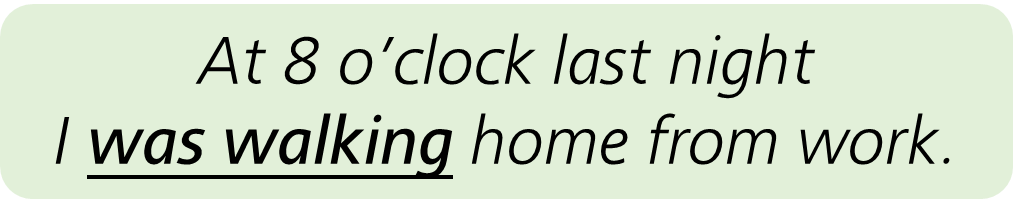 At 8 o’clock last night
I was walking home from work.